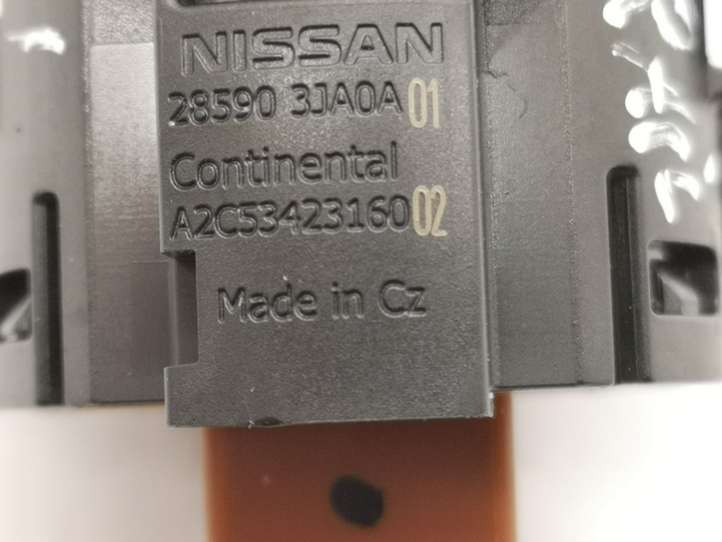 NISSAN
28590 3JA0A 01
Continental
A2C53423160 02
Made in Cz